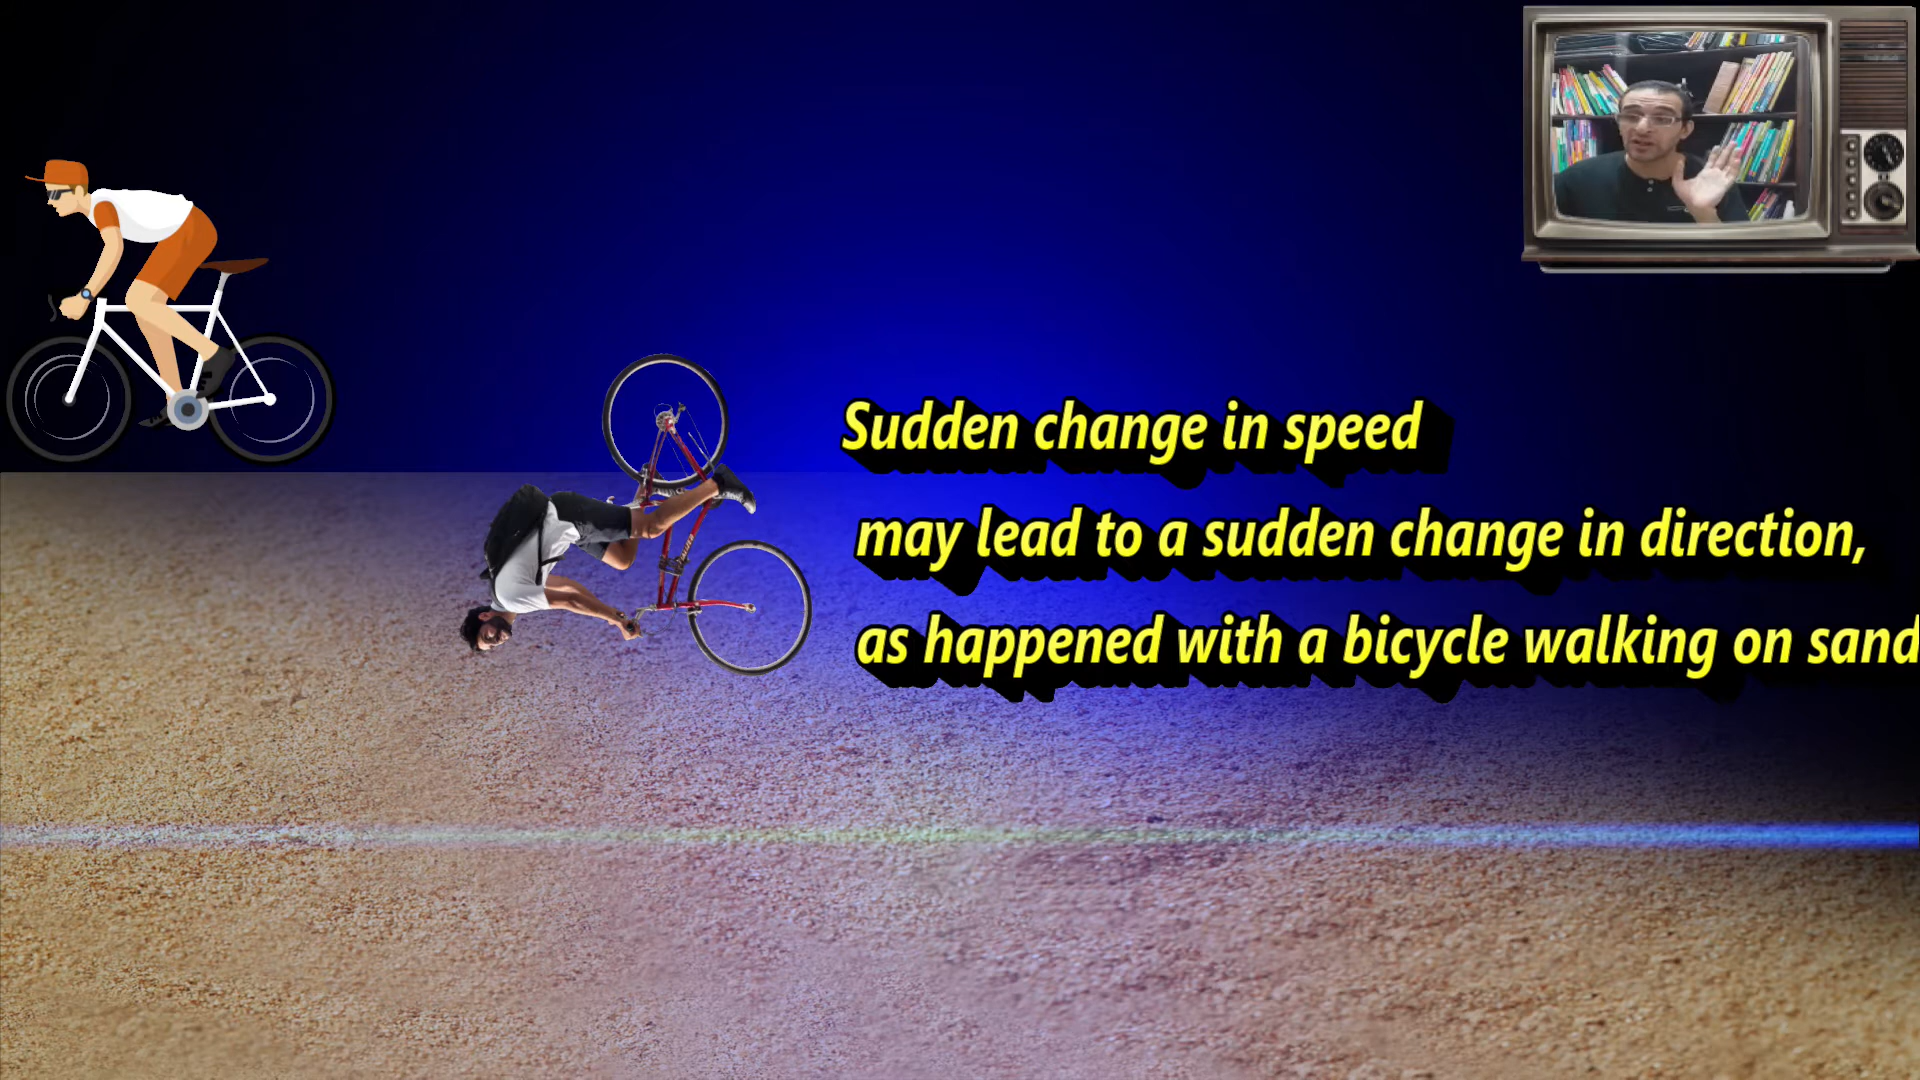 Sudden change in speed
may lead to a sudden change in direction,
as happened with a bicycle walking on sand